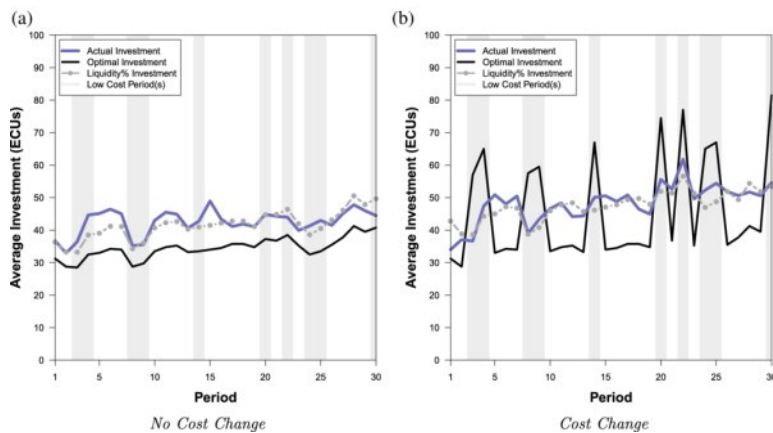 (a)
100
90
80
70
60
50
40
30
20
10
0
Average Investment (ECUs)
Actual Investment
Optimal Investment
Liquidity% Investment
Low Cost Period(s)
1 5 10 15 20 25 30
Period
No Cost Change
(b)
100
90
80
70
60
50
40
30
20
10
0
Average Investment (ECUs)
Actual Investment
Optimal Investment
Liquidity% Investment
Low Cost Period(s)
1 5 10 15 20 25 30
Period
Cost Change